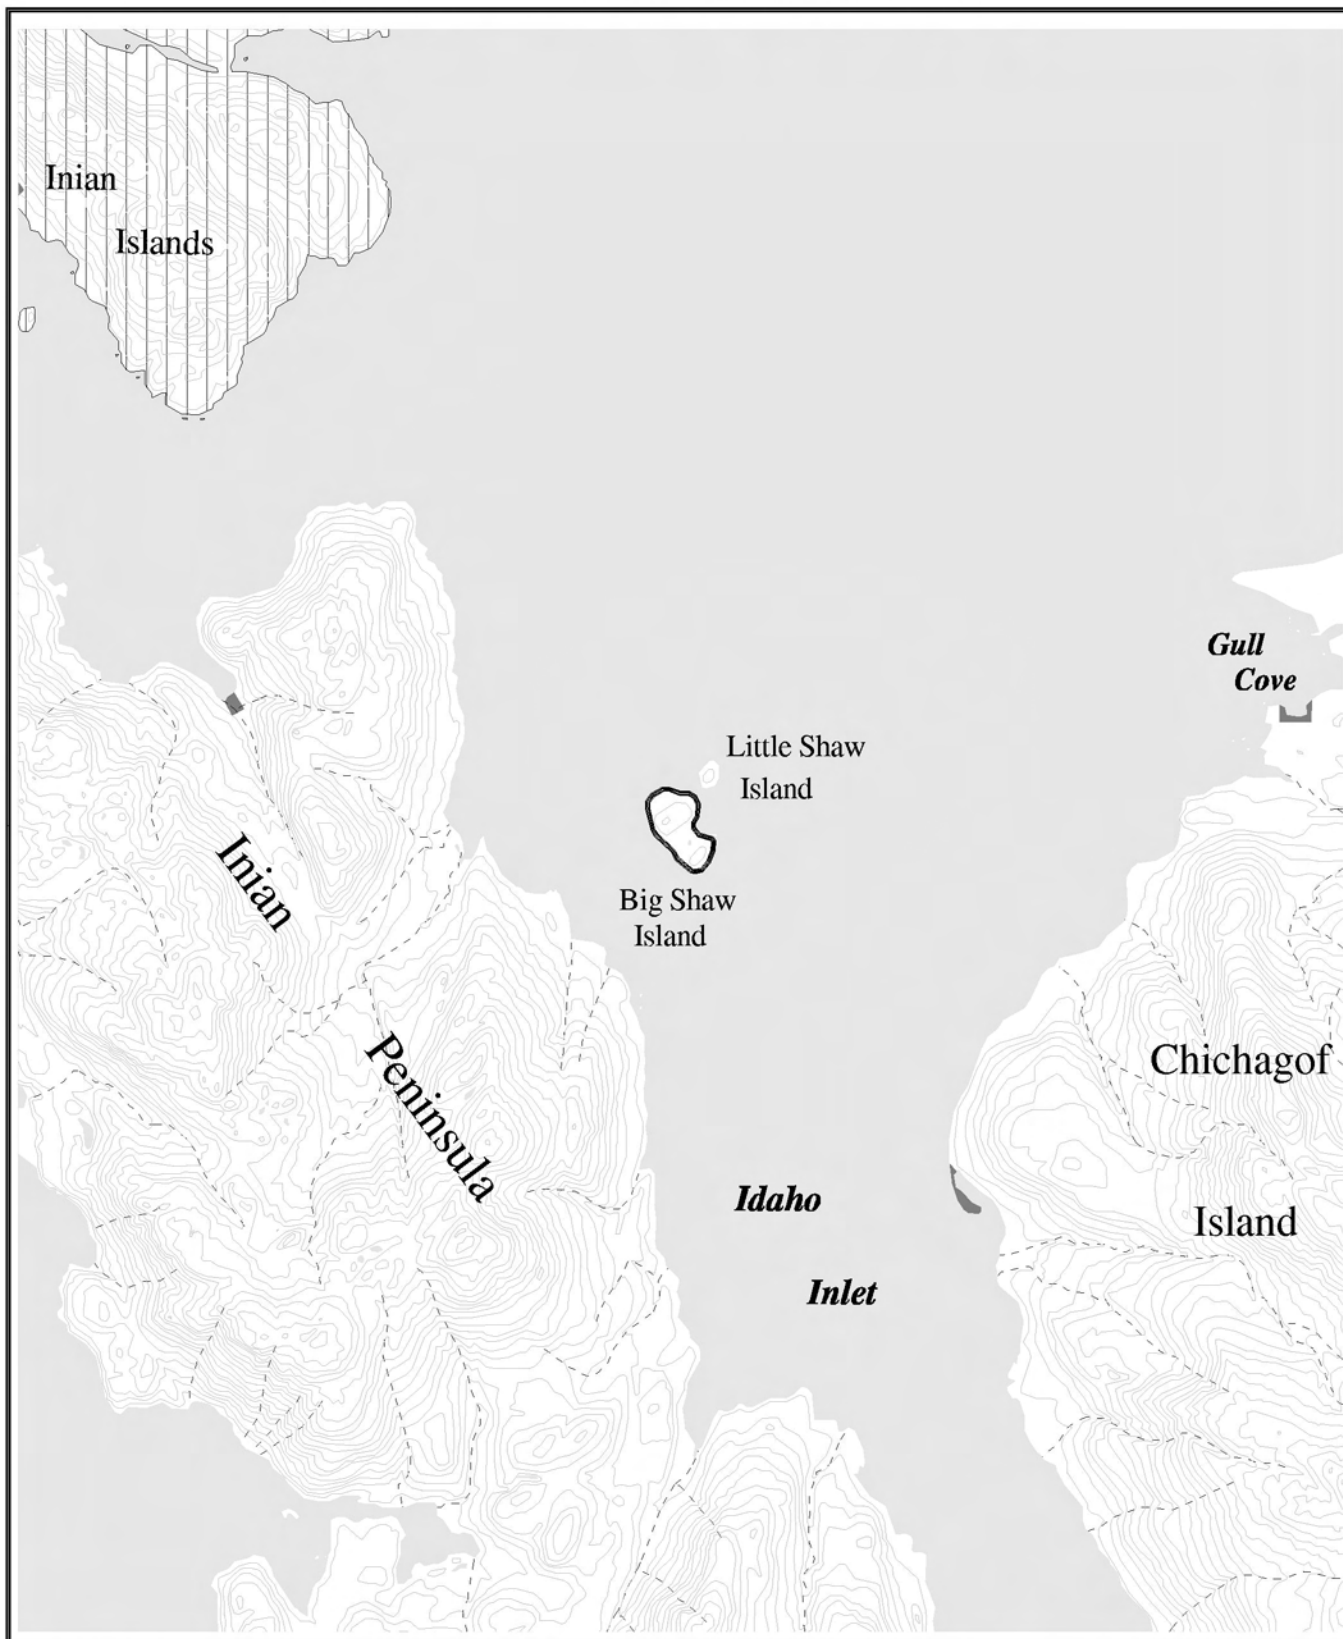 Inian
Islands
Gull
Cove
Little Shaw
Island
Big Shaw
Island
Inian
Peninsula
Chichagof
Island
Idaho
Inlet